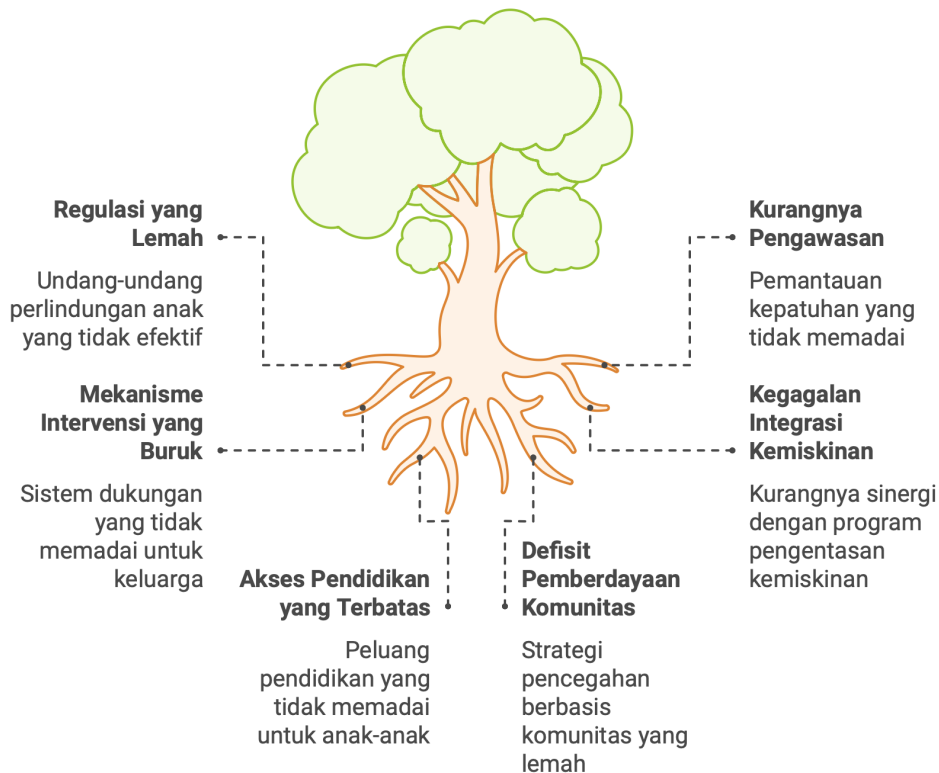 Regulasi yang
Lemah
Undang-undang
perlindungan anak
yang tidak efektif
Mekanisme
Intervensi yang
Buruk
Sistem dukungan
yang tidak
memadai untuk
keluarga
Akses Pendidikan
yang Terbatas
Peluang
pendidikan yang
tidak memadai
untuk anak-anak
Defisit
Pemberdayaan
Komunitas
Strategi
pencegahan
berbasis
komunitas yang
lemah
Kurangnya
Pengawasan
Pemantauan
kepatuhan yang
tidak memadai
Kegagalan
Integrasi
Kemiskinan
Kurangnya sinergi
dengan program
pengentasan
kemiskinan